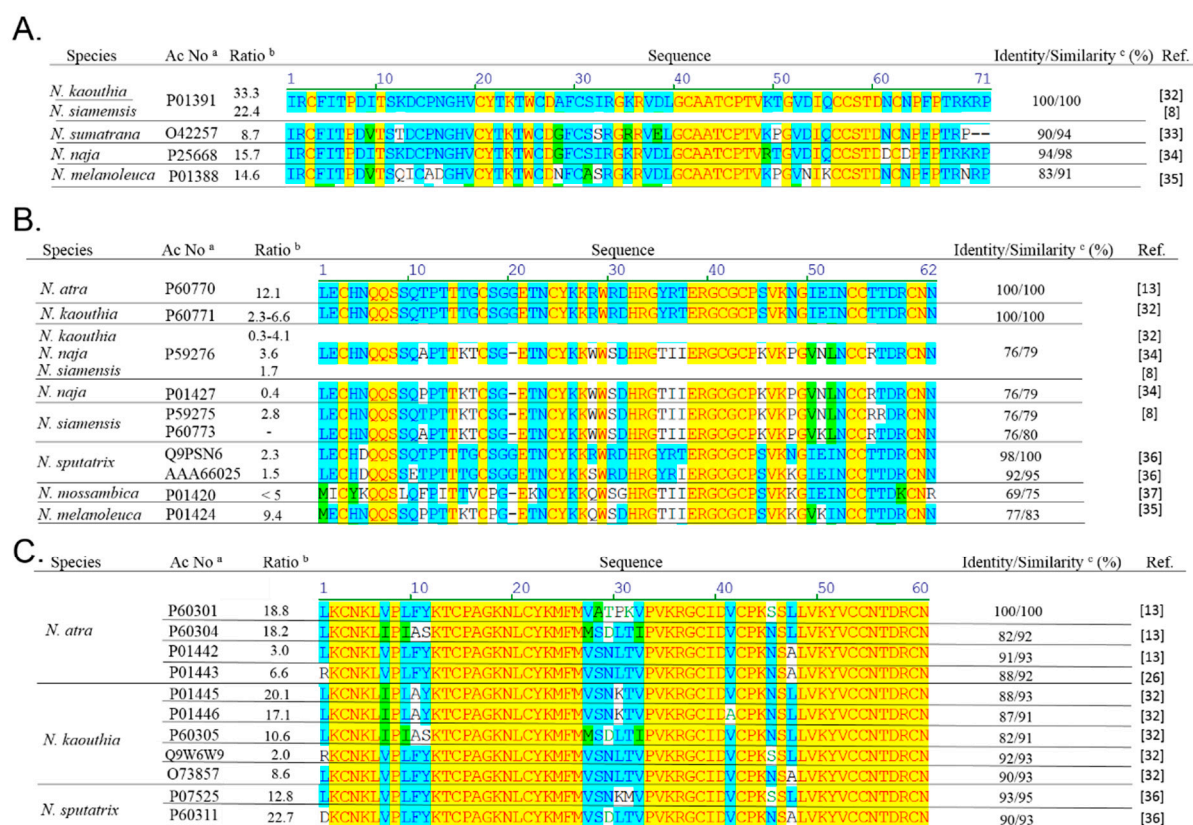 A.
Species Ac No a Ratio b Sequence Identity/Similarity c (%) Ref.
1 10 20 30 40 50 60 71
N. kaouthia P01391 33.3 IRCFITPDITSKDCPNGHVCYTKTWCDAFCSIRGKRVDLGCAATCPTVKTGVDIQCCSTDNCNPFPTRKRP 100/100 [32]
N. siamensis 22.4 [8]
N. sumatrana O42257 8.7 IRCFITPDVTSTDCPNGHVCYTKTWCDGFCSSRGRRVELGCAATCPTVKPGVDIQCCSTDNCNPFPTRP-- 90/94 [33]
N. naja P25668 15.7 IRCFITPDITSKDCPNGHVCYTKTWCDGFCSIRGKRVDLGCAATCPTVRTGVDIQCCSTDDCDPFPTRKRP 94/98 [34]
N. melanoleuca P01388 14.6 IRCFITPDVTSQICADGHVCYTKTWCDNFCASRGKRVDLGCAATCPTVKPGVNIKCCSTDNCNPFPTRNRP 83/91 [35]
B.
Species Ac No a Ratio b Sequence Identity/Similarity c (%) Ref.
1 10 20 30 40 50 62
N. atra P60770 12.1 LECHNQQSSQTPTTTGCSGGETNCYKKRWRDHRGYRTERGCGCPSVKNGIEINCCTTDRCNN 100/100 [13]
N. kaouthia P60771 2.3-6.6 LECHNQQSSQTPTTTGCSGGETNCYKKRWRDHRGYRTERGCGCPSVKNGIEINCCTTDRCNN 100/100 [32]
N. kaouthia 0.3-4.1 [32]
N. naja P59276 3.6 LECHNQQSSQAPTTKTCSG-ETNCYKKWWSDHRGTIIERGCGCPKVKPGVNLNCCRTDRCNN 76/79 [34]
N. siamensis 1.7 [8]
N. naja P01427 0.4 LECHNQQSSQPPTTKTCSG-ETNCYKKWWSDHRGTIIERGCGCPKVKPGVNLNCCRTDRCNN 76/79 [34]
P59275 2.8 LECHNQQSSQTPTTKTCSG-ETNCYKKWWSDHRGTIIERGCGCPKVKPGVNLNCCRRDRCNN 76/79 [8]
N. siamensis
P60773 - LECHNQQSSQAPTTKTCSG-ETNCYKKWWSDHRGTIIERGCGCPKVKPGVKLNCCRTDRCNN 76/80
Q9PSN6 2.3 LECHDQQSSQTPTTTGCSGGETNCYKKRWRDHRGYRTERGCGCPSVKNGIEINCCTTDRCNN 98/100 [36]
N. sputatrix
AAA66025 1.5 LECHDQQSSETPTTTGCSGGETNCYKKSWRDHRGYRIERGCGCPSVKKGIEINCCTTDRCNN 92/95 [36]
N. mossambica P01420 < 5 MICYKQQSLQFPITTVCPG-EKNCYKKQWSGHRGTIIERGCGCPSVKKGIEINCCTTDKCNR 69/75 [37]
N. melanoleuca P01424 9.4 MECHNQQSSQPPTTKTCPG-ETNCYKKQWSDHRGTIIERGCGCPSVKKGVKINCCTTDRCNN 77/83 [35]
C.
Species Ac No a Ratio b Sequence Identity/Similarity c (%) Ref.
1 10 20 30 40 50 60
P60301 18.8 LKCNKLVPLFYKTCPAGKNLCYKMFMVATPKVPVKRGCIDVCPKSSLLVKYVCCNTDRCN 100/100 [13]
N. atra P60304 18.2 LKCNKLIPIASKTCPAGKNLCYKMFMMSDLTIPVKRGCIDVCPKNSLLVKYVCCNTDRCN 82/92 [13]
P01442 3.0 LKCNKLVPLFYKTCPAGKNLCYKMFMVSNLTVPVKRGCIDVCPKNSALVKYVCCNTDRCN 91/93 [13]
P01443 6.6 RKCNKLVPLFYKTCPAGKNLCYKMFMVSNLTVPVKRGCIDVCPKNSALVKYVCCNTDRCN 88/92 [26]
P01445 20.1 LKCNKLIPLAYKTCPAGKNLCYKMFMVSNKTVPVKRGCIDVCPKNSLLVKYVCCNTDRCN 88/93 [32]
P01446 17.1 LKCNKLIPLAYKTCPAGKNLCYKMFMVSNKTVPVKRGCIDACPKNSLLVKYVCCNTDRCN 87/91 [32]
N. kaouthia P60305 10.6 LKCNKLIPIASKTCPAGKNLCYKMFMMSDLTIPVKRGCIDVCPKNSLLVKYVCCNTDRCN 82/91 [32]
Q9W6W9 2.0 RKCNKLVPLFYKTCPAGKNLCYKMFMVSNLTVPVKRGCIDVCPKSSLLVKYVCCNTDRCN 92/93 [32]
O73857 8.6 LKCNKLVPLFYKTCPAGKNLCYKMFMVSNLTVPVKRGCIDVCPKNSALVKYVCCNTDRCN 90/93 [32]
N. sputatrix P07525 12.8 LKCNKLVPLFYKTCPAGKNLCYKMFMVSNKMVPVKRGCIDVCPKSSLLVKYVCCNTDRCN 93/95 [36]
P60311 22.7 DKCNKLVPLFYKTCPAGKNLCYKMFMVSDLTVPVKRGCIDVCPKNSALVKYVCCNTDRCN 90/93 [36]